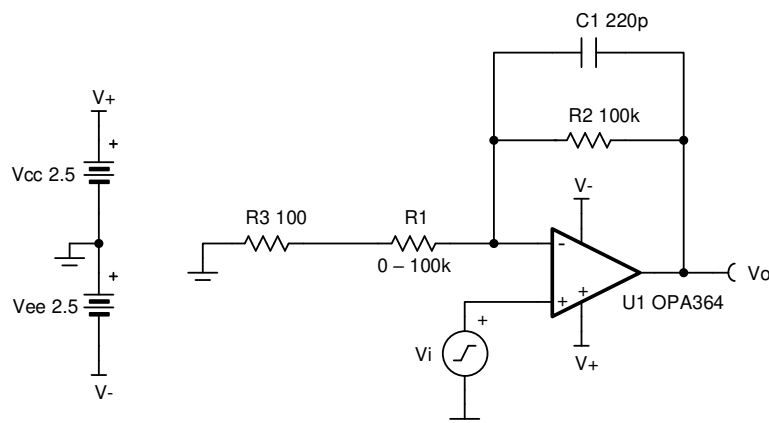 C1 220p
V+
R2 100k
+
Vcc 2.5
V-
R3 100
R1
-
0 – 100k
+
Vo
+
+
U1 OPA364
Vee 2.5
+
Vi
V+
V-